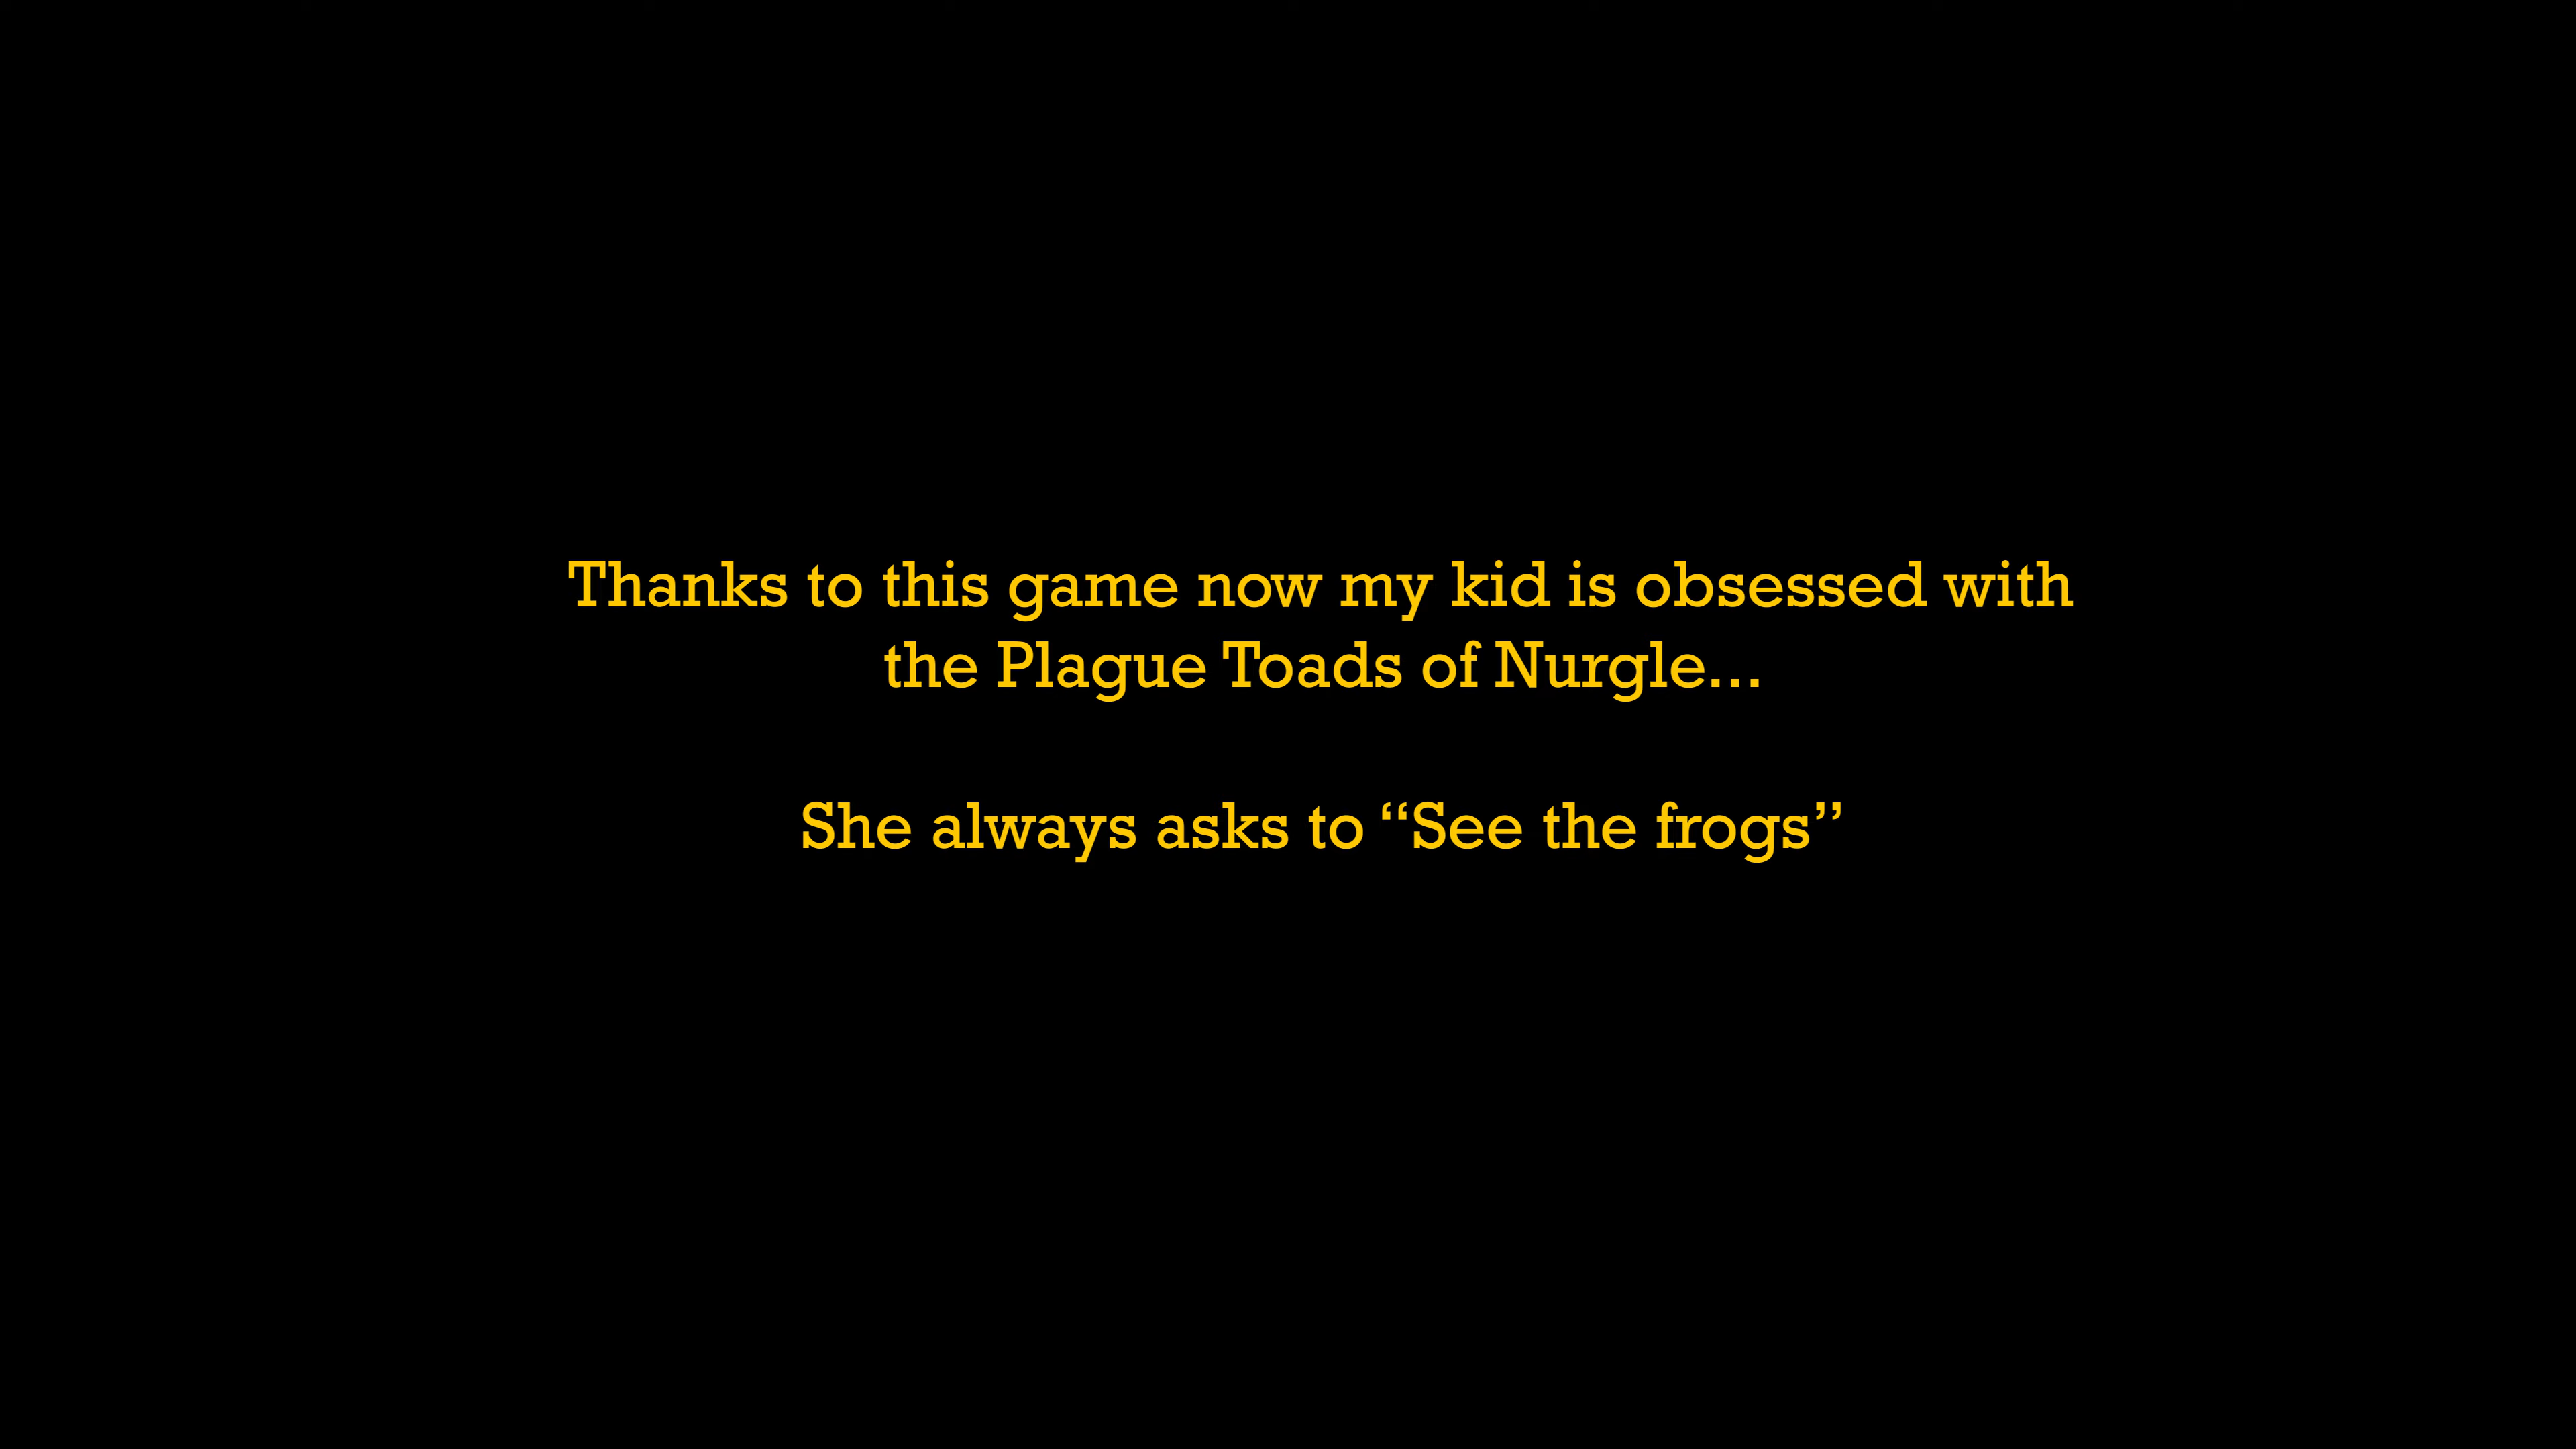 Thanks to this game now my kid is obsessed with
the Plague Toads of Nurgle...
She always asks to “See the frogs”